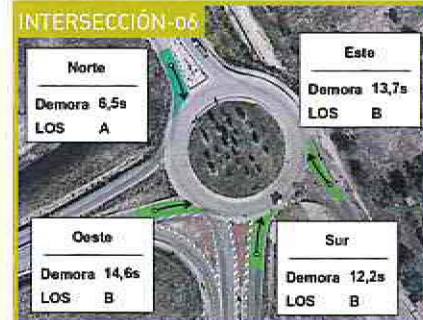 INTERSECCIÓN-06
Norte
Demora 6,5s
LOS A
Este
Demora 13,7s
LOS B
Oeste
Demora 14,6s
LOS B
Sur
Demora 12,2s
LOS B